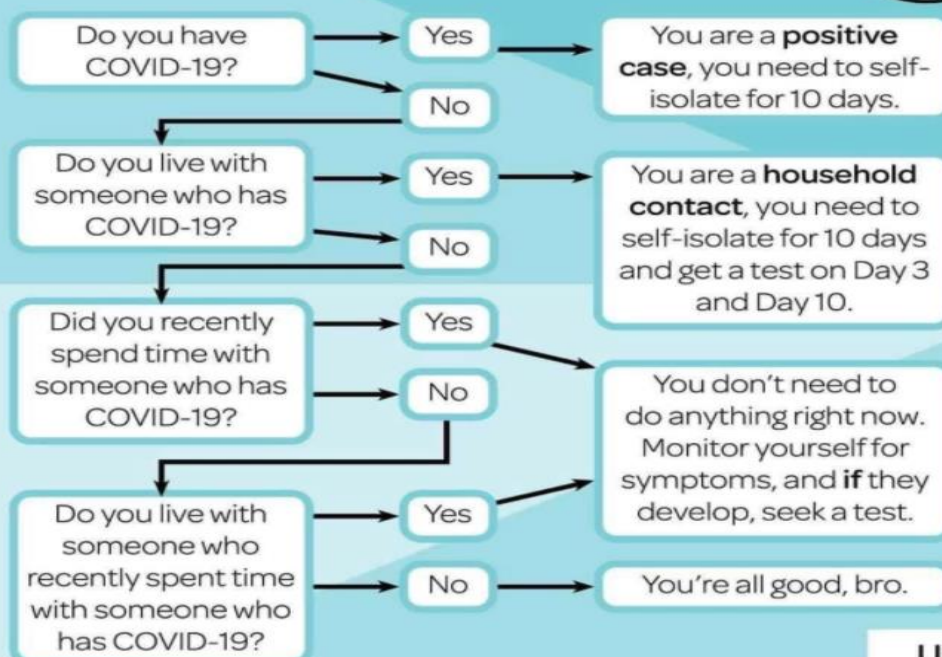 Do you have
COVID-19?
Yes
No
You are a positive
case, you need to self-
isolate for 10 days.
Do you live with
someone who has
COVID-19?
Yes
No
You are a household
contact, you need to
self-isolate for 10 days
and get a test on Day 3
and Day 10.
Did you recently
spend time with
someone who has
COVID-19?
Yes
No
You don't need to
do anything right now.
Monitor yourself for
symptoms, and if they
develop, seek a test.
Do you live with
someone who
recently spent time
with someone who
has COVID-19?
Yes
No
You're all good, bro.